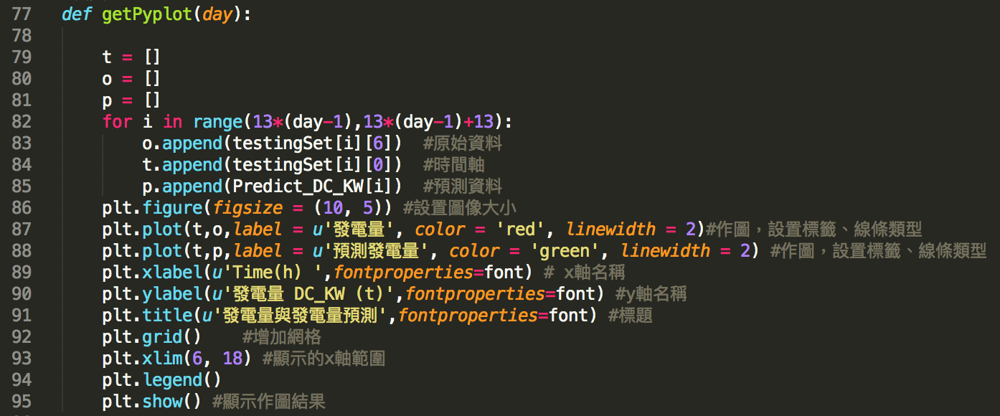 77 def getPyplot(day):
78
79     t = []
80     o = []
81     p = []
82     for i in range(13*(day-1),13*(day-1)+13):
83         o.append(testingSet[i][6])  #原始資料
84         t.append(testingSet[i][0])  #時間軸
85         p.append(Predict_DC_KW[i])  #預測資料
86     plt.figure(figsize = (10, 5)) #設置圖像大小
87     plt.plot(t,o,label = u'發電量', color = 'red', linewidth = 2)#作圖，設置標籤、線條類型
88     plt.plot(t,p,label = u'預測發電量', color = 'green', linewidth = 2) #作圖，設置標籤、線條類型
89     plt.xlabel(u'Time(h) ',fontproperties=font) # x軸名稱
90     plt.ylabel(u'發電量 DC_KW (t)',fontproperties=font) #y軸名稱
91     plt.title(u'發電量與發電量預測',fontproperties=font) #標題
92     plt.grid()    #增加網格
93     plt.xlim(6, 18) #顯示的x軸範圍
94     plt.legend()
95     plt.show() #顯示作圖結果